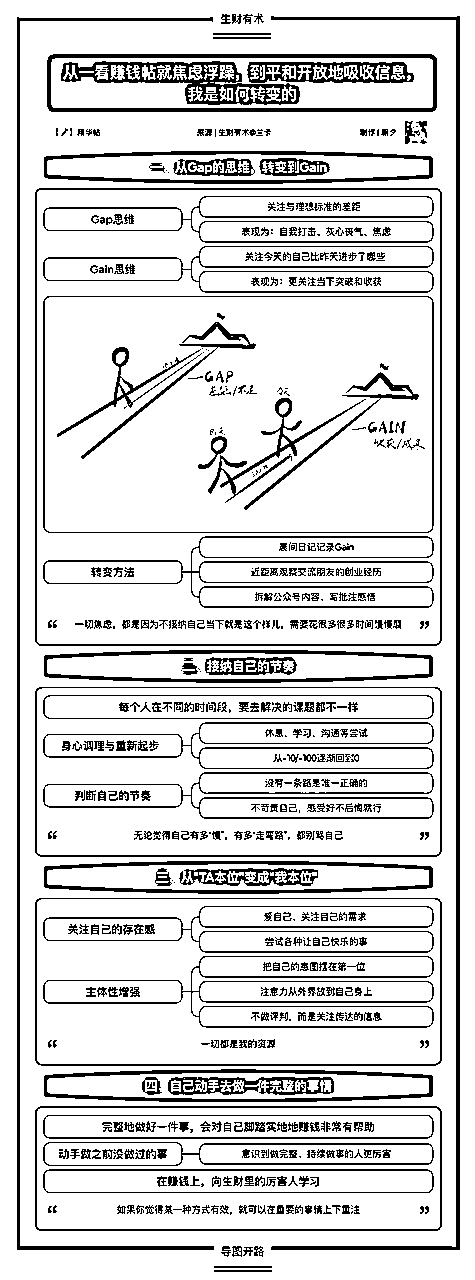 生财有术
从一看赚钱帖就焦虑浮躁，到平和开放地吸收信息，
我是如何转变的
精华帖
来源 | 生财有术@兰卡
制作 | 朝夕
一、从Gap的思维，转变到Gain
Gap思维
关注与理想标准的差距
表现为：自我打击、灰心丧气、焦虑
Gain思维
关注今天的自己比昨天进步了哪些
表现为：更关注当下突破和收获
GAP
差距/不足
今天
GAIN
收获/成果
昨天
GAIN
转变方法
晨间日记记录Gain
近距离观察交流朋友的创业经历
拆解公众号内容、写批注感悟
“ 一切焦虑，都是因为不接纳自己当下就是这个样儿，需要花很多很多时间慢慢磨 ”
二、接纳自己的节奏
每个人在不同的时间段，要去解决的课题都不一样
身心调理与重新起步
休息、学习、沟通等尝试
从-10/-100逐渐回到0
判断自己的节奏
没有一条路是唯一正确的
不苛责自己，感受好不后悔就行
“ 无论觉得自己有多“慢”，有多“走弯路”，都别骂自己 ”
三、从“TA本位”变成“我本位”
关注自己的存在感
爱自己、关注自己的需求
尝试各种让自己快乐的事
主体性增强
把自己的意图摆在第一位
注意力从外界放到自己身上
不做评判，而是关注传达的信息
“ 一切都是我的资源 ”
四、自己动手去做一件完整的事情
完整地做好一件事，会对自己脚踏实地地赚钱非常有帮助
动手做之前没做过的事
意识到做完整、持续做事的人更厉害
在赚钱上，向生财里的厉害人学习
“ 如果你觉得某一种方式有效，就可以在重要的事情上下重注 ”
导图开路